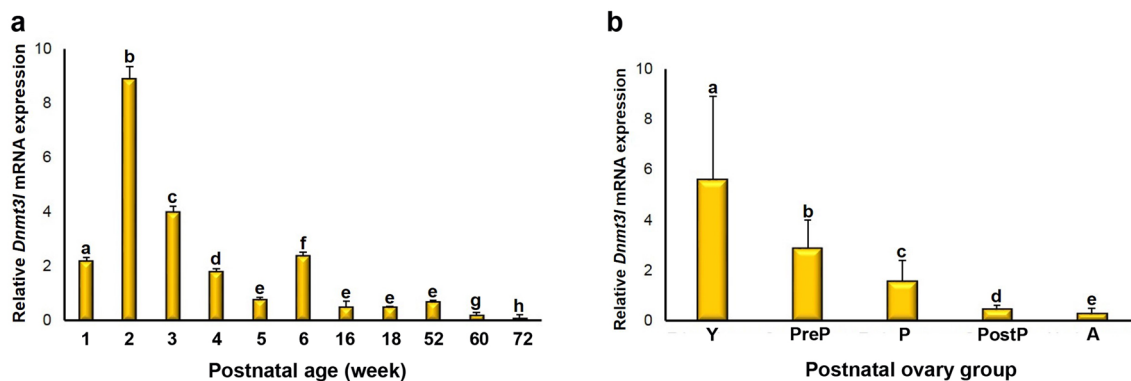 a
Relative Dnmt3l mRNA expression
10
8
6
4
2
0
a b c d e f e e e g h
1 2 3 4 5 6 16 18 52 60 72
Postnatal age (week)
b
Relative Dnmt3l mRNA expression
10
8
6
4
2
0
a b c d e
Y PreP P PostP A
Postnatal ovary group